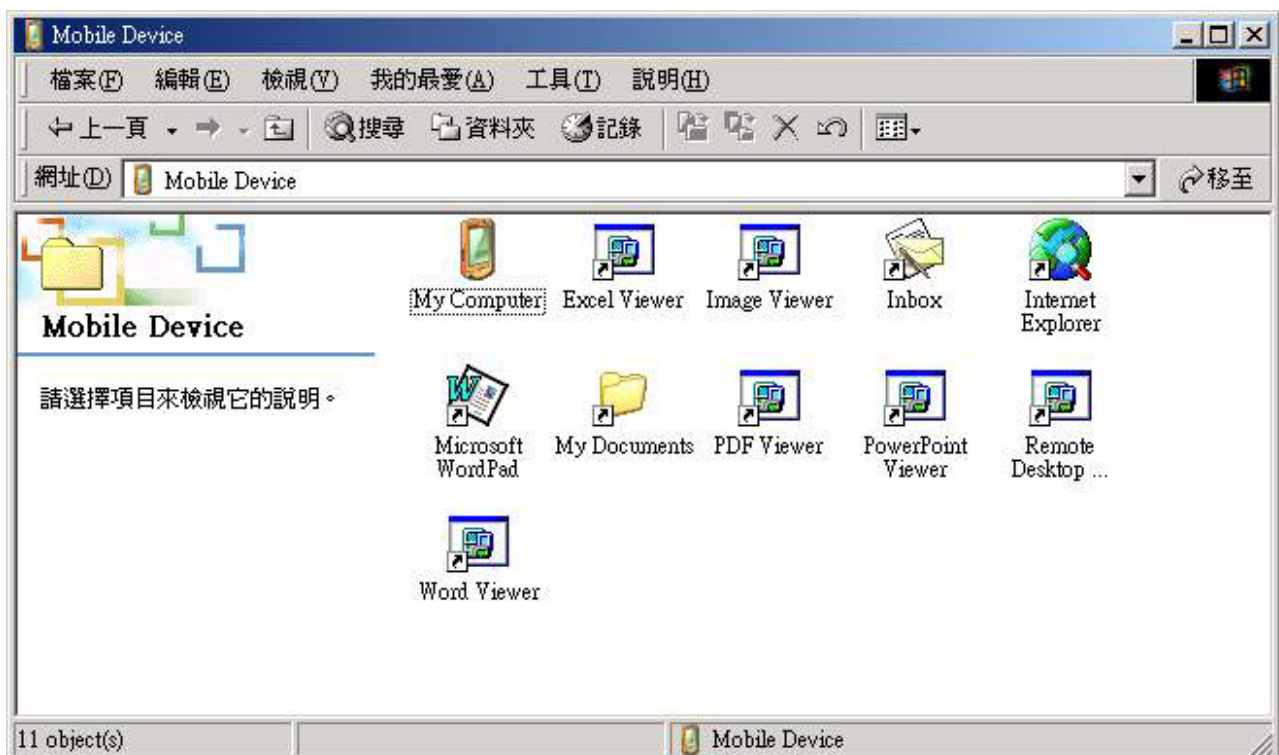 Mobile Device
檔案(F) 編輯(E) 檢視(V) 我的最愛(A) 工具(T) 說明(H)
上一頁 搜尋 資料夾 記錄
網址(D) Mobile Device 移至
Mobile Device
請選擇項目來檢視它的說明。
My Computer Excel Viewer Image Viewer Inbox Internet
Explorer
Microsoft My Documents PDF Viewer PowerPoint Remote
WordPad Viewer Desktop ...
Word Viewer
11 object(s) Mobile Device